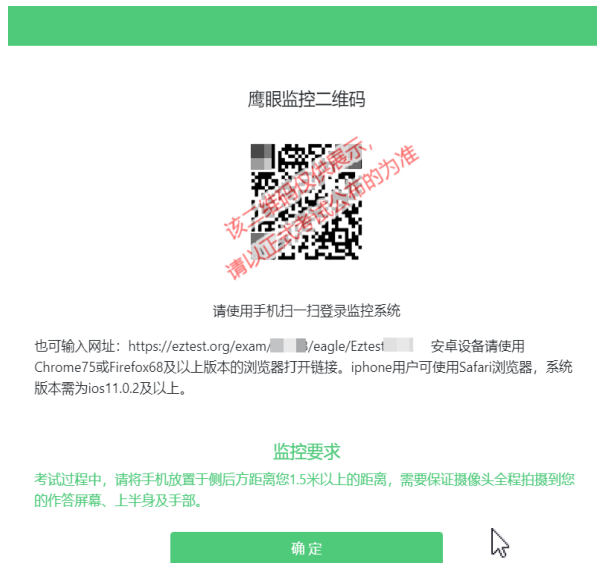 鹰眼监控二维码
该二维码仅供展示，
请以正式考试公布的为准
请使用手机扫一扫登录监控系统
也可输入网址：https://eztest.org/exam/ 3/eagle/Eztest 安卓设备请使用
Chrome75或Firefox68及以上版本的浏览器打开链接。iphone用户可使用Safari浏览器，系统
版本需为ios11.0.2及以上。
监控要求
考试过程中，请将手机放置于侧后方距离您1.5米以上的距离，需要保证摄像头全程拍摄到您
的作答屏幕、上半身及手部。
确 定